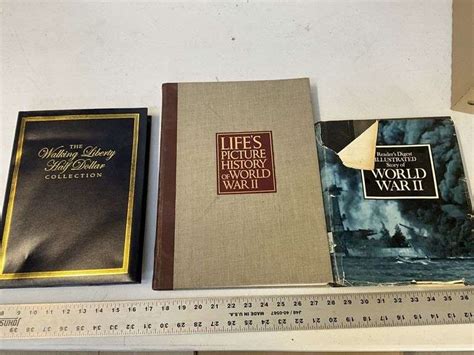 THE
Walking Liberty
Half Dollar
COLLECTION
LIFE'S
PICTURE
HISTORY
OF WORLD
WAR II
Reader's Digest
ILLUSTRATED
Story of
WORLD
WAR II
MADE IN U.S.A.